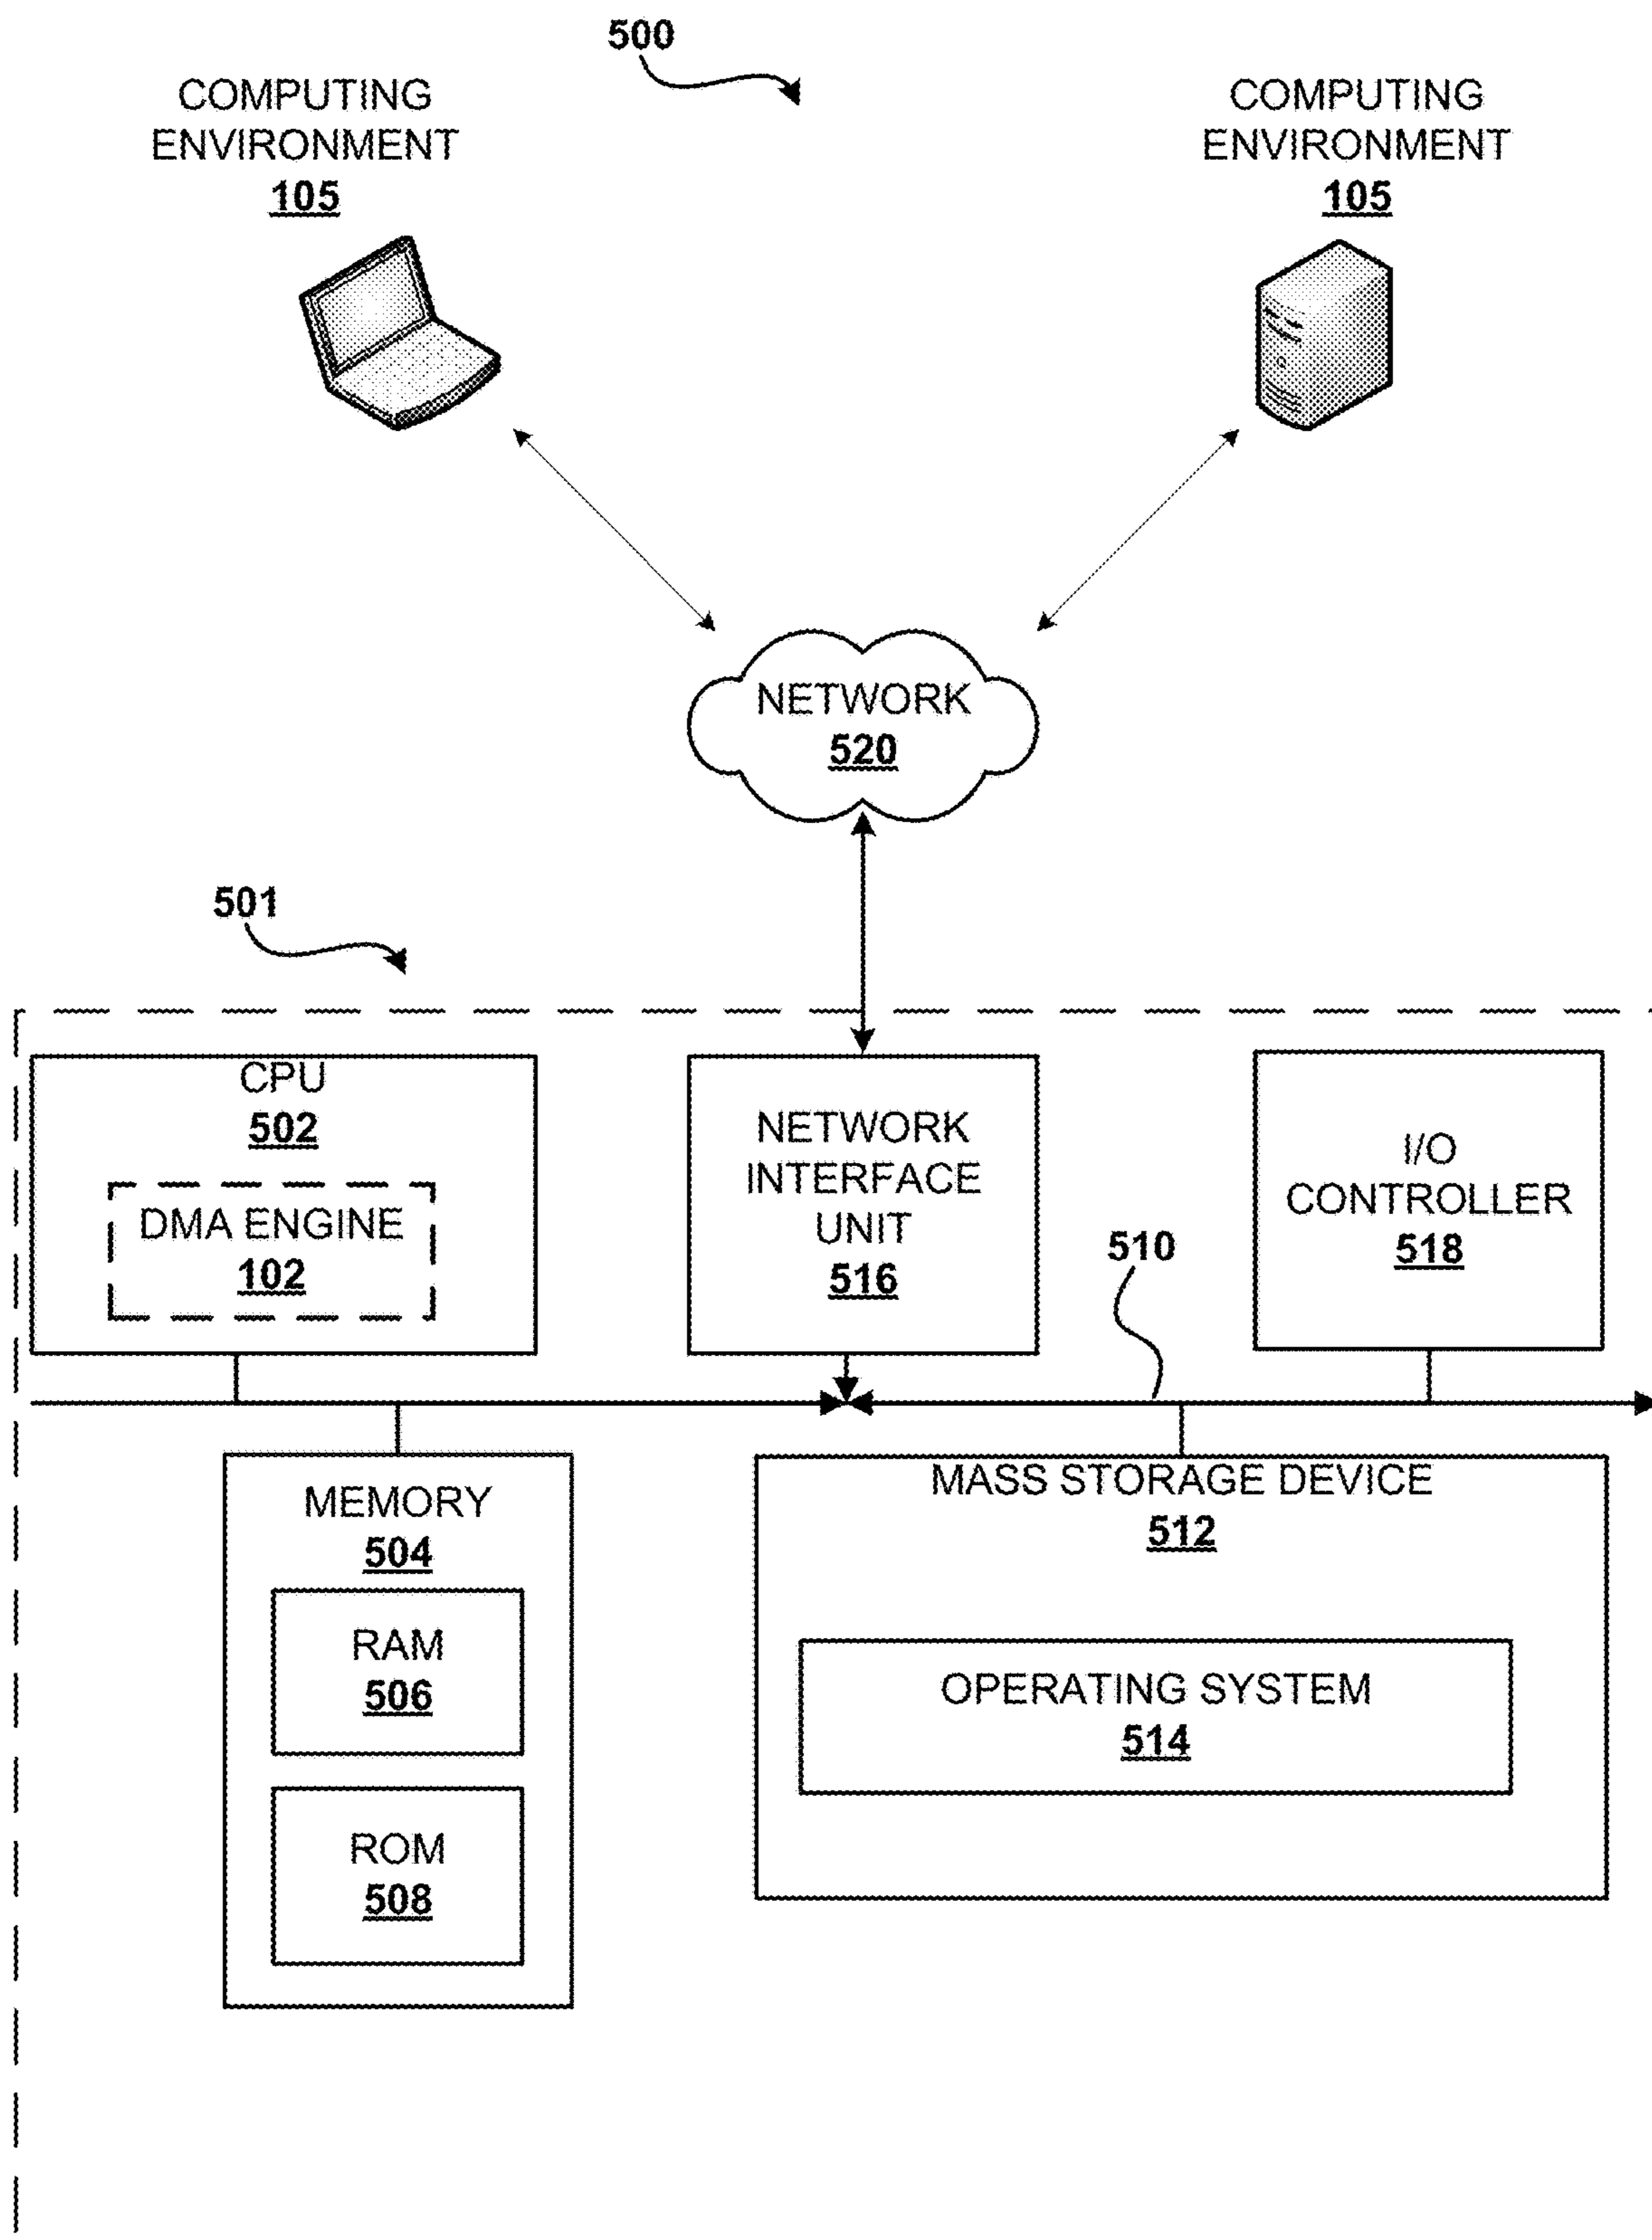 500
COMPUTING
ENVIRONMENT
105
COMPUTING
ENVIRONMENT
105
NETWORK
520
501
CPU
502
DMA ENGINE
102
NETWORK
INTERFACE
UNIT
516
I/O
CONTROLLER
518
510
MEMORY
504
RAM
506
ROM
508
MASS STORAGE DEVICE
512
OPERATING SYSTEM
514